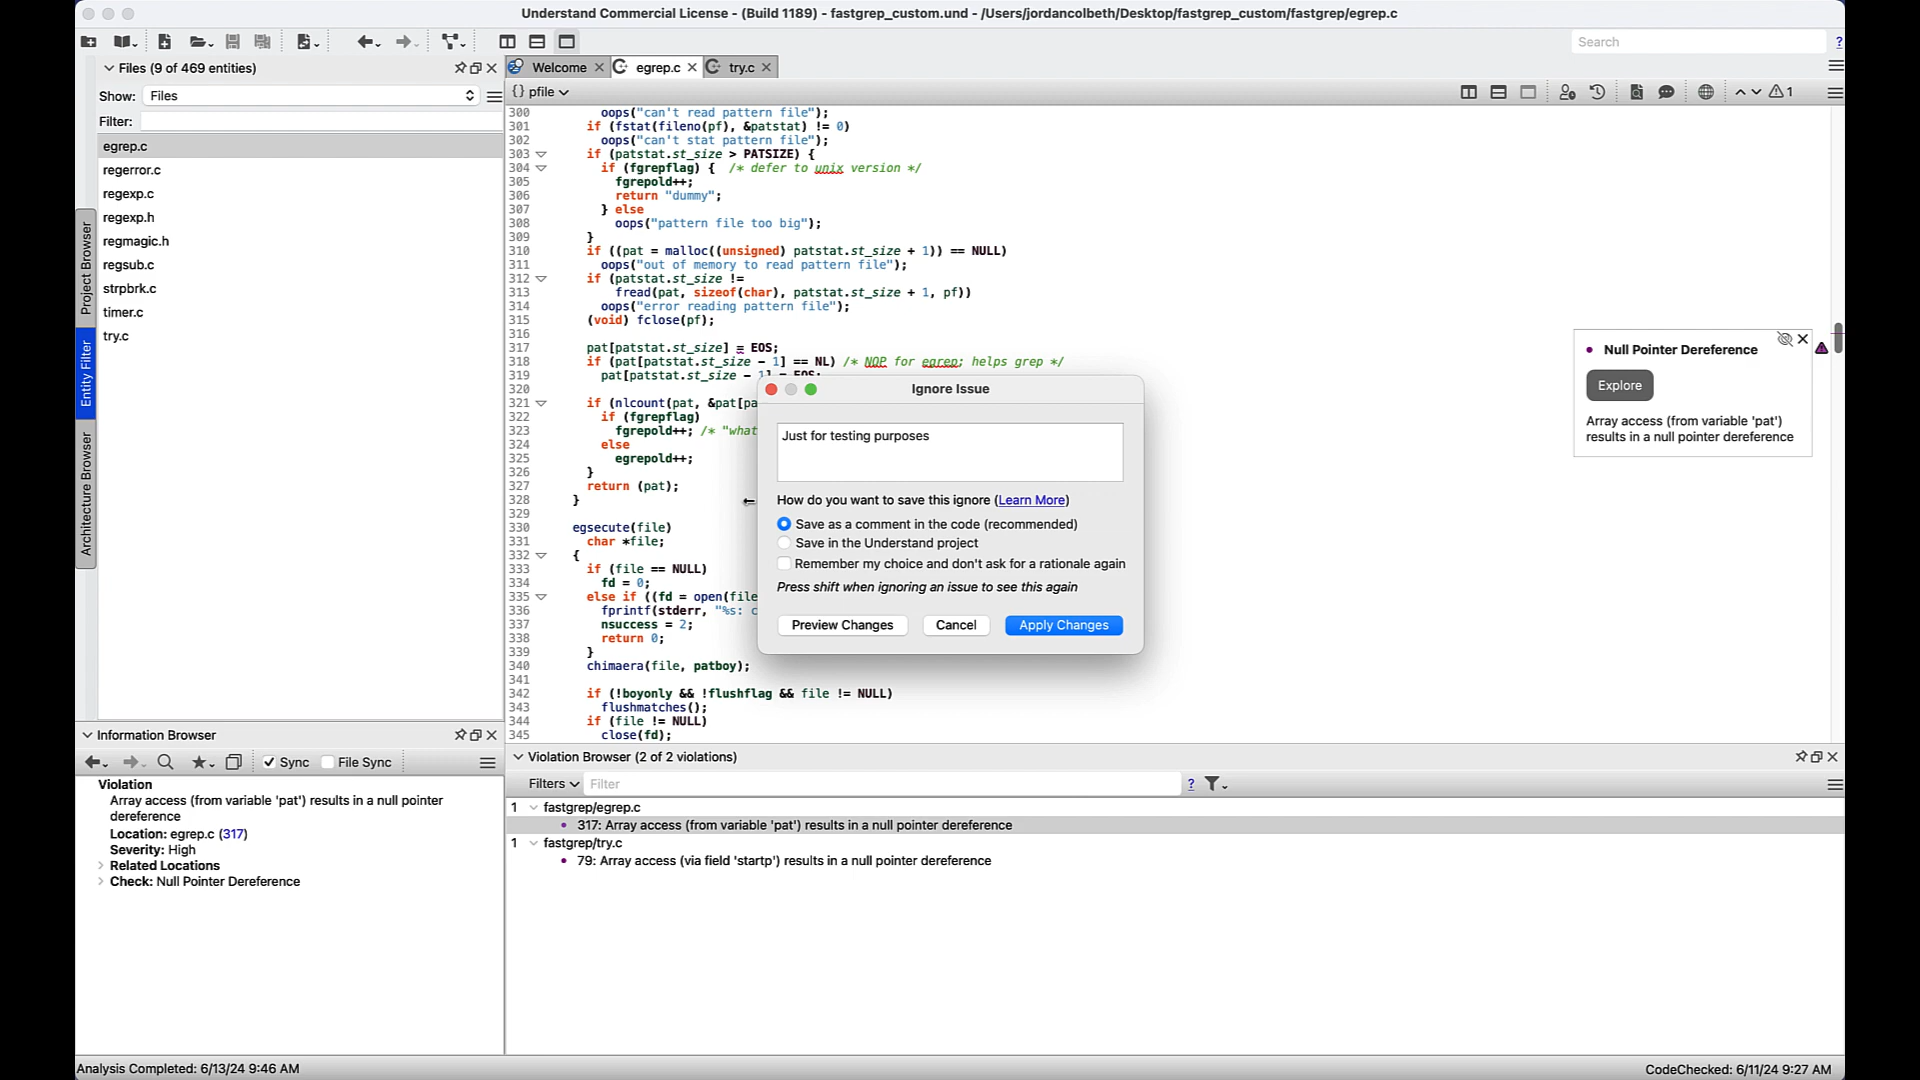 Understand Commercial License - (Build 1189) - fastgrep_custom.und - /Users/jordancolbeth/Desktop/fastgrep_custom/fastgrep/egrep.c
Search
?
Files (9 of 469 entities)
Show: Files
Filter:
egrep.c
regerror.c
regexp.c
regexp.h
regmagic.h
regsub.c
strpbrk.c
timer.c
try.c
Project Browser
Entity Filter
Architecture Browser
Welcome
egrep.c
try.c
{} pfile
1
300 oops("can't read pattern file");
301 if (fstat(fileno(pf), &patstat) != 0)
302 oops("can't stat pattern file");
303 if (patstat.st_size > PATSIZE) {
304 if (fgrepflag) { /* defer to unix version */
305 fgrepold++;
306 return "dummy";
307 } else
308 oops("pattern file too big");
309 }
310 if ((pat = malloc((unsigned) patstat.st_size + 1)) == NULL)
311 oops("out of memory to read pattern file");
312 if (patstat.st_size !=
313 fread(pat, sizeof(char), patstat.st_size + 1, pf))
314 oops("error reading pattern file");
315 (void) fclose(pf);
316
317 pat[patstat.st_size] = EOS;
318 if (pat[patstat.st_size - 1] == NL) /* NOP for egrep; helps grep */
319 pat[patstat.st_size - 1] = EOS;
320
321 if (nlcount(pat, &pat[pa
322 if (fgrepflag)
323 fgrepold++; /* "what
324 else
325 egrepold++;
326 }
327 return (pat);
328 }
329
330 egsecute(file)
331 char *file;
332 {
333 if (file == NULL)
334 fd = 0;
335 else if ((fd = open(file
336 fprintf(stderr, "%s: c
337 nsuccess = 2;
338 return 0;
339 }
340 chimaera(file, patboy);
341
342 if (!boyonly && !flushflag && file != NULL)
343 flushmatches();
344 if (file != NULL)
345 close(fd);
Null Pointer Dereference
Explore
Array access (from variable 'pat')
results in a null pointer dereference
Ignore Issue
Just for testing purposes
How do you want to save this ignore (Learn More)
Save as a comment in the code (recommended)
Save in the Understand project
Remember my choice and don't ask for a rationale again
Press shift when ignoring an issue to see this again
Preview Changes
Cancel
Apply Changes
Information Browser
Sync
File Sync
Violation
Array access (from variable 'pat') results in a null pointer
dereference
Location: egrep.c (317)
Severity: High
Related Locations
Check: Null Pointer Dereference
Violation Browser (2 of 2 violations)
Filters
Filter
?
1 fastgrep/egrep.c
317: Array access (from variable 'pat') results in a null pointer dereference
1 fastgrep/try.c
79: Array access (via field 'startp') results in a null pointer dereference
Analysis Completed: 6/13/24 9:46 AM
CodeChecked: 6/11/24 9:27 AM